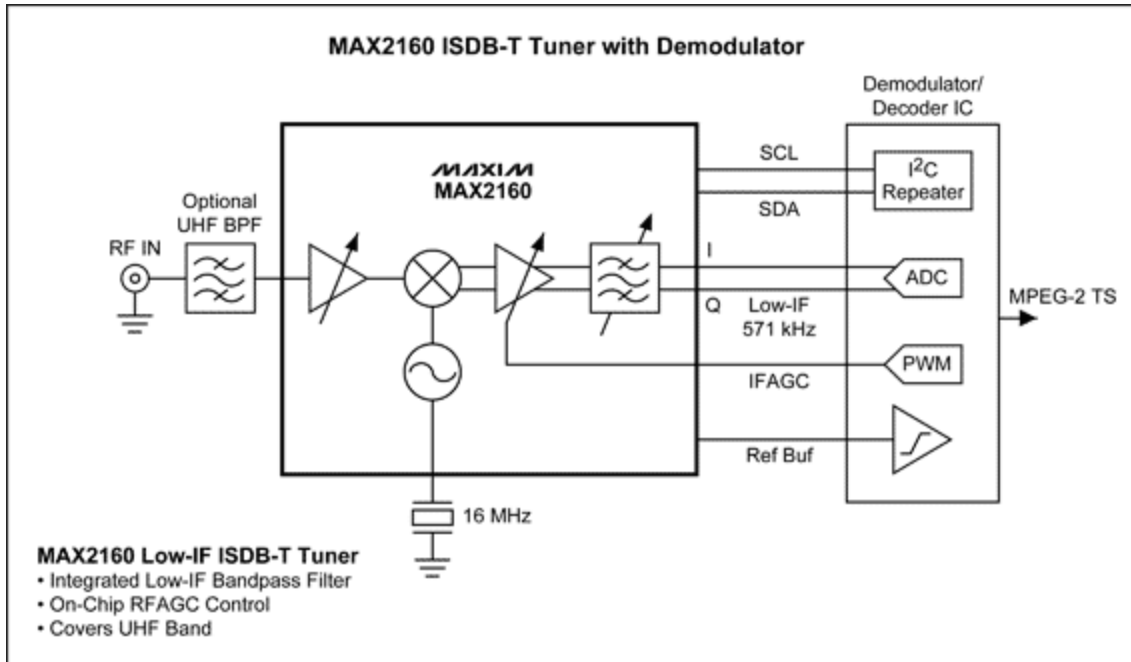 MAX2160 ISDB-T Tuner with Demodulator
Demodulator/
Decoder IC
MAXIM
MAX2160
SCL
I²C
Repeater
SDA
Optional
UHF BPF
RF IN
I
ADC
Q
Low-IF
571 kHz
MPEG-2 TS
PWM
IFAGC
Ref Buf
16 MHz
MAX2160 Low-IF ISDB-T Tuner
• Integrated Low-IF Bandpass Filter
• On-Chip RFAGC Control
• Covers UHF Band